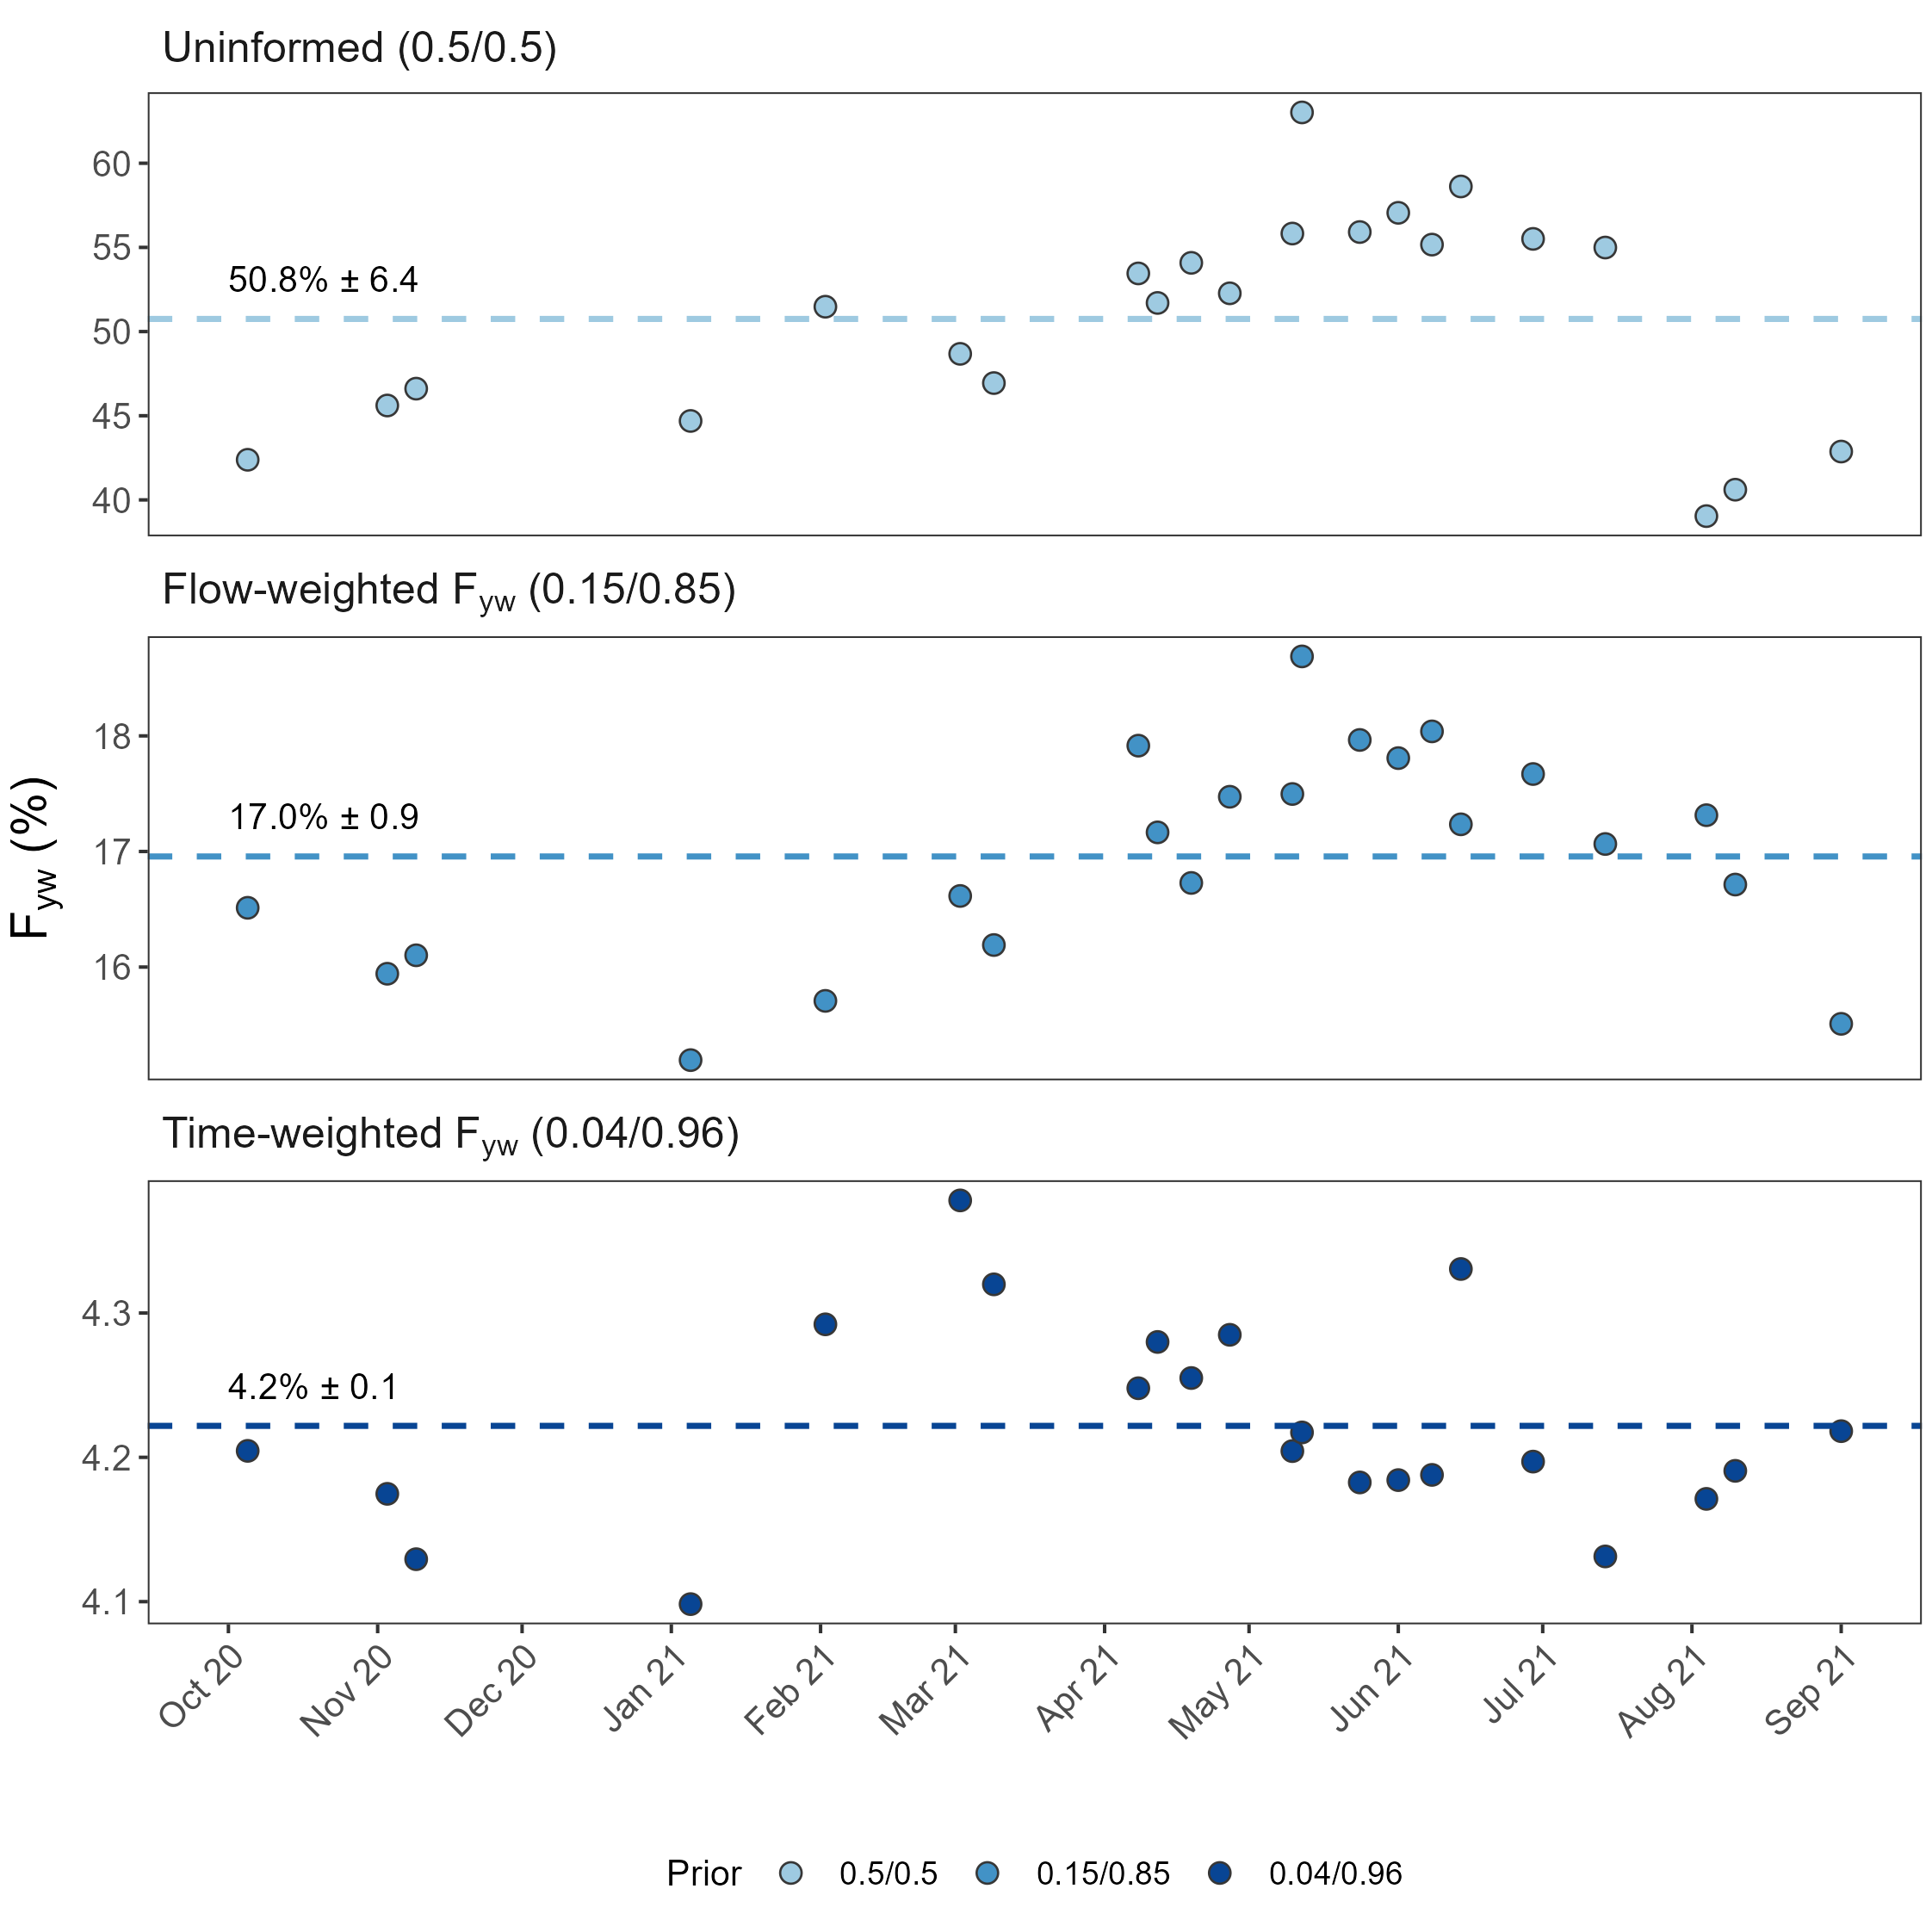 Uninformed (0.5/0.5)
60
55
50.8% ± 6.4
50
45
40
Flow-weighted Fyw (0.15/0.85)
18
17.0% ± 0.9
17
16
Fyw (%)
Time-weighted Fyw (0.04/0.96)
4.3
4.2% ± 0.1
4.2
4.1
Oct 20 Nov 20 Dec 20 Jan 21 Feb 21 Mar 21 Apr 21 May 21 Jun 21 Jul 21 Aug 21 Sep 21
Prior 0.5/0.5 0.15/0.85 0.04/0.96